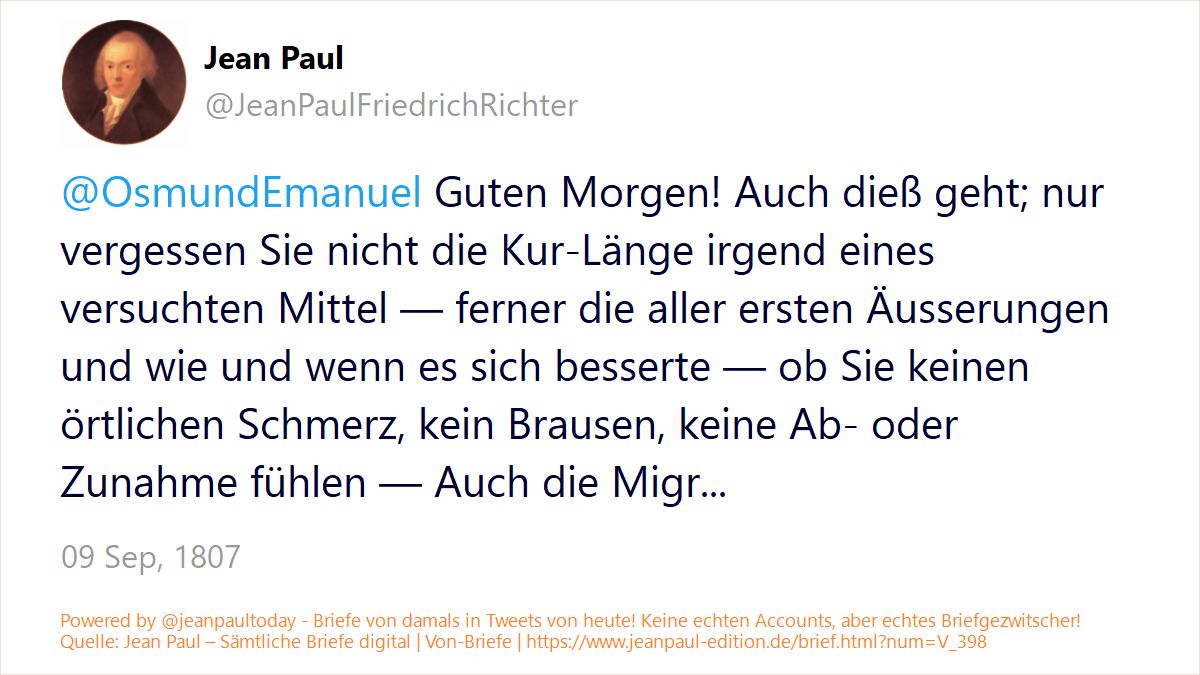 Jean Paul
@JeanPaulFriedrichRichter
@OsmundEmanuel Guten Morgen! Auch dieß geht; nur
vergessen Sie nicht die Kur-Länge irgend eines
versuchten Mittel — ferner die aller ersten Äusserungen
und wie und wenn es sich besserte — ob Sie keinen
örtlichen Schmerz, kein Brausen, keine Ab- oder
Zunahme fühlen — Auch die Migr...
09 Sep, 1807
Powered by @jeanpaultoday - Briefe von damals in Tweets von heute! Keine echten Accounts, aber echtes Briefgezwitscher!
Quelle: Jean Paul – Sämtliche Briefe digital | Von-Briefe | https://www.jeanpaul-edition.de/brief.html?num=V_398